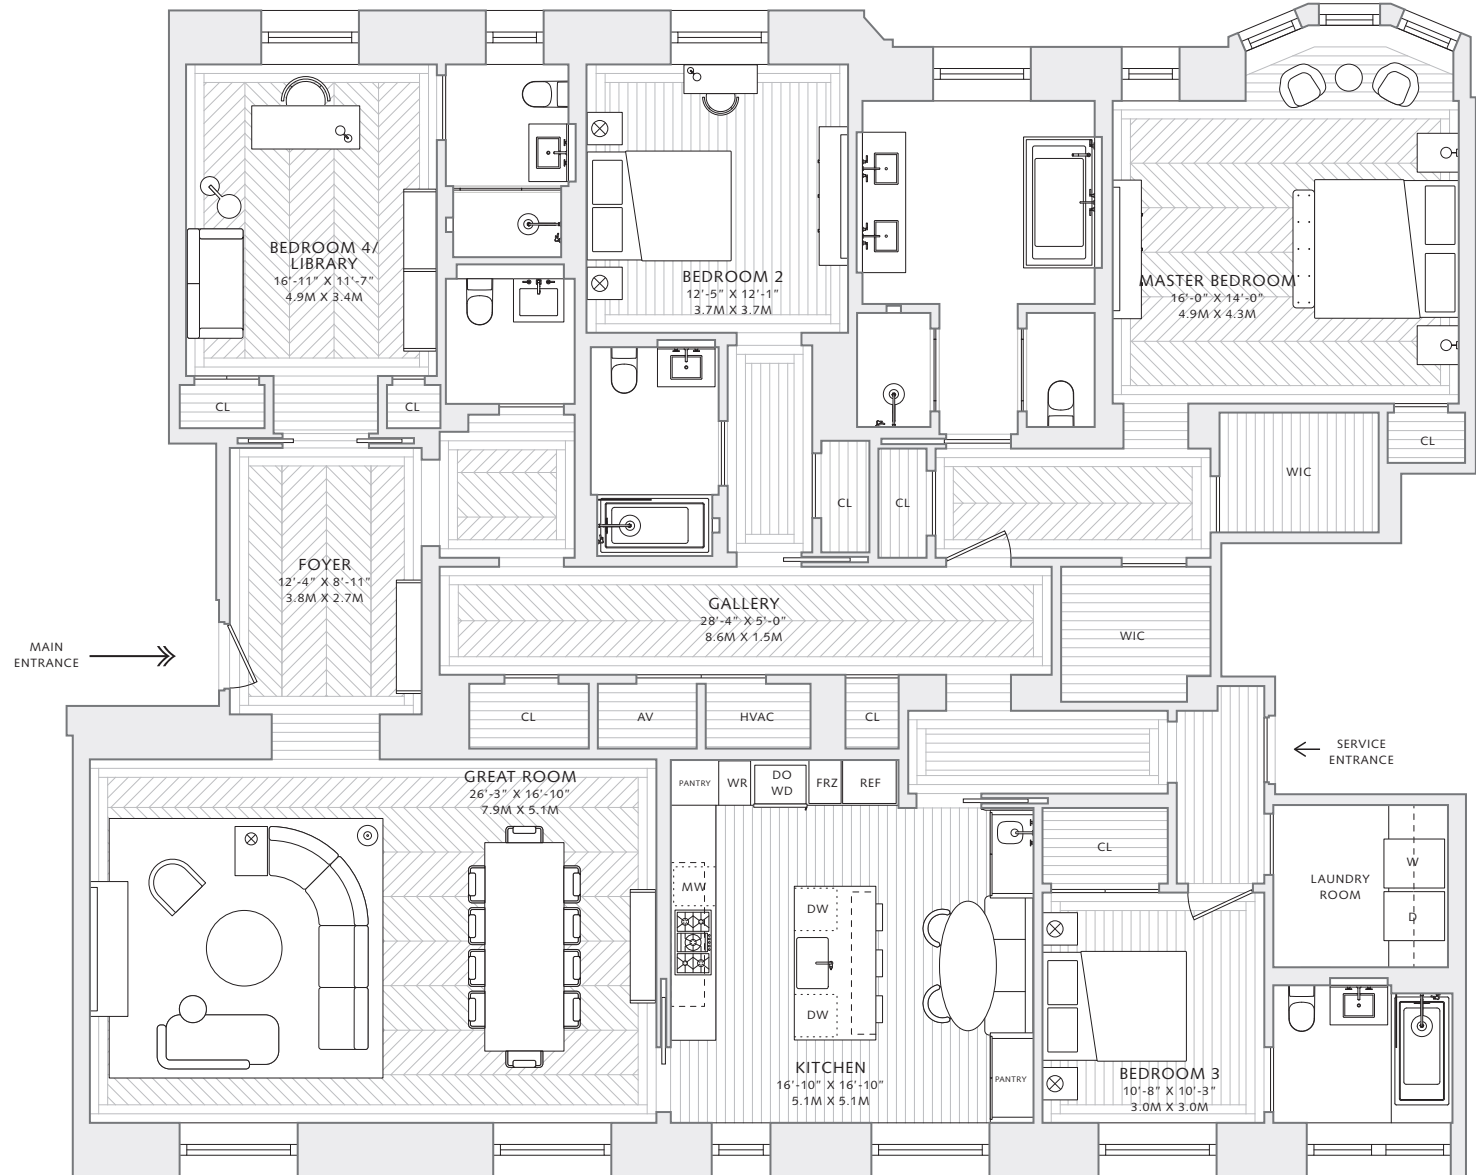 BEDROOM 4/
LIBRARY
16'-11" X 11'-7"
4.9M X 3.4M
BEDROOM 2
12'-5" X 12'-1"
3.7M X 3.7M
MASTER BEDROOM
16'-0" X 14'-0"
4.9M X 4.3M
CL
CL
CL
WIC
CL
CL
FOYER
12'-4" X 8'-11"
3.8M X 2.7M
GALLERY
28'-4" X 5'-0"
8.6M X 1.5M
WIC
MAIN
ENTRANCE
CL
AV
HVAC
CL
SERVICE
ENTRANCE
GREAT ROOM
26'-3" X 16'-10"
7.9M X 5.1M
PANTRY
WR
DO
WD
FRZ
REF
CL
MW
DW
DW
LAUNDRY
ROOM
W
D
KITCHEN
16'-10" X 16'-10"
5.1M X 5.1M
PANTRY
BEDROOM 3
10'-8" X 10'-3"
3.0M X 3.0M